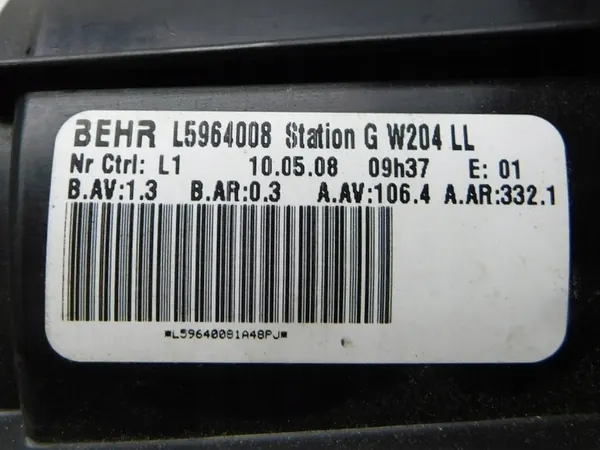 BEHR L5964008 Station G W204 LL
Nr Ctrl: L1 10.05.08 09h37 E: 01
B.AV:1.3 B.AR:0.3 A.AV:106.4 A.AR:332.1
*L59640081A48PJ*